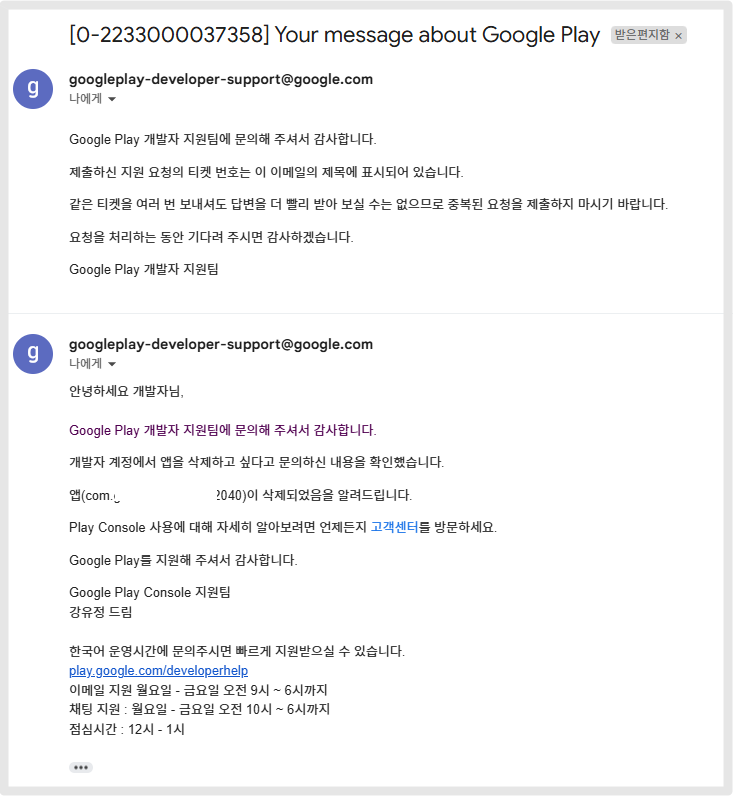 [0-2233000037358] Your message about Google Play 받은편지함 ×
g
googleplay-developer-support@google.com
나에게
Google Play 개발자 지원팀에 문의해 주셔서 감사합니다.
제출하신 지원 요청의 티켓 번호는 이 이메일의 제목에 표시되어 있습니다.
같은 티켓을 여러 번 보내셔도 답변을 더 빨리 받아 보실 수는 없으므로 중복된 요청을 제출하지 마시기 바랍니다.
요청을 처리하는 동안 기다려 주시면 감사하겠습니다.
Google Play 개발자 지원팀
g
googleplay-developer-support@google.com
나에게
안녕하세요 개발자님,
Google Play 개발자 지원팀에 문의해 주셔서 감사합니다.
개발자 계정에서 앱을 삭제하고 싶다고 문의하신 내용을 확인했습니다.
앱(com. 2040)이 삭제되었음을 알려드립니다.
Play Console 사용에 대해 자세히 알아보려면 언제든지 고객센터를 방문하세요.
Google Play를 지원해 주셔서 감사합니다.
Google Play Console 지원팀
강유정 드림
한국어 운영시간에 문의주시면 빠르게 지원받으실 수 있습니다.
play.google.com/developerhelp
이메일 지원 월요일 - 금요일 오전 9시 ~ 6시까지
채팅 지원 : 월요일 - 금요일 오전 10시 ~ 6시까지
점심시간 : 12시 - 1시